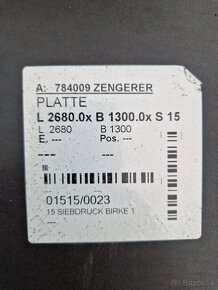 A: 784009 ZENGERER
PLATTE
L 2680.0x B 1300.0x S 15
L 2680 B 1300
E. --- Pos. ---
--- ---
01515/0023
15 SIEBDRUCK BIRKE 1